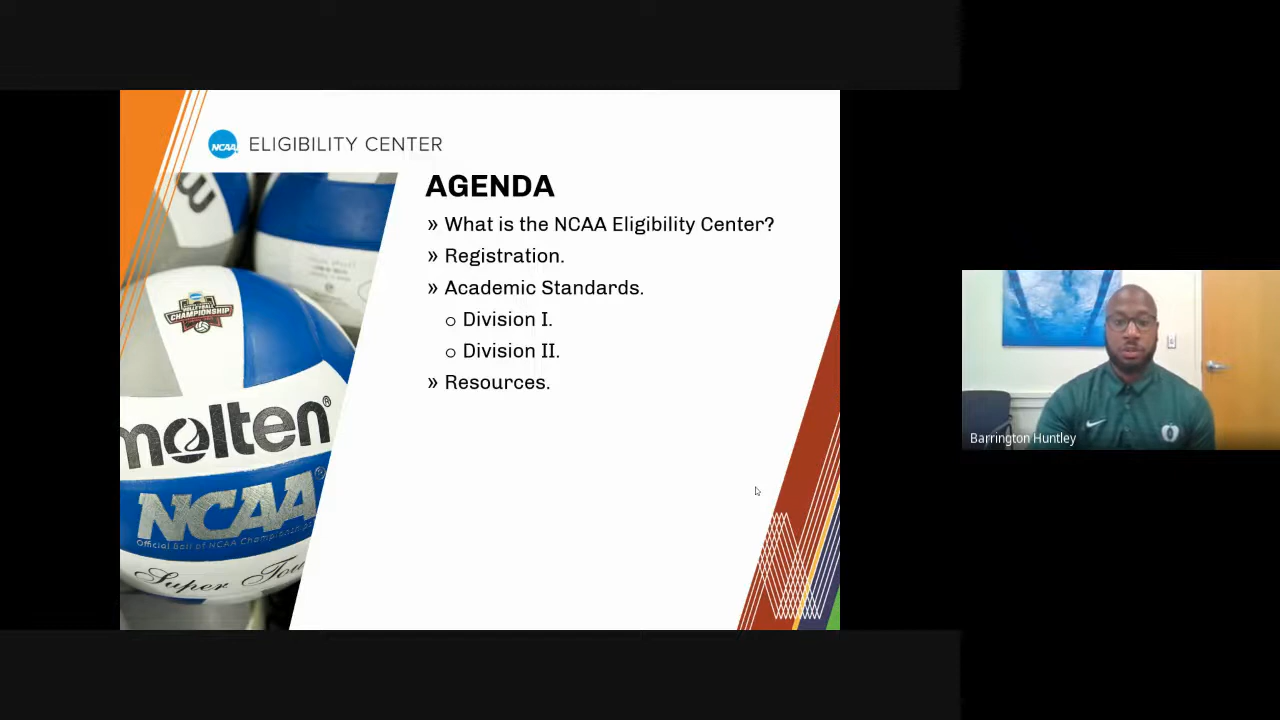 NCAA ELIGIBILITY CENTER
AGENDA
» What is the NCAA Eligibility Center?
» Registration.
» Academic Standards.
o Division I.
o Division II.
» Resources.
CHAMPIONSHIP
molten®
NCAA®
Official Ball of NCAA Championships
Super Tou
Barrington Huntley